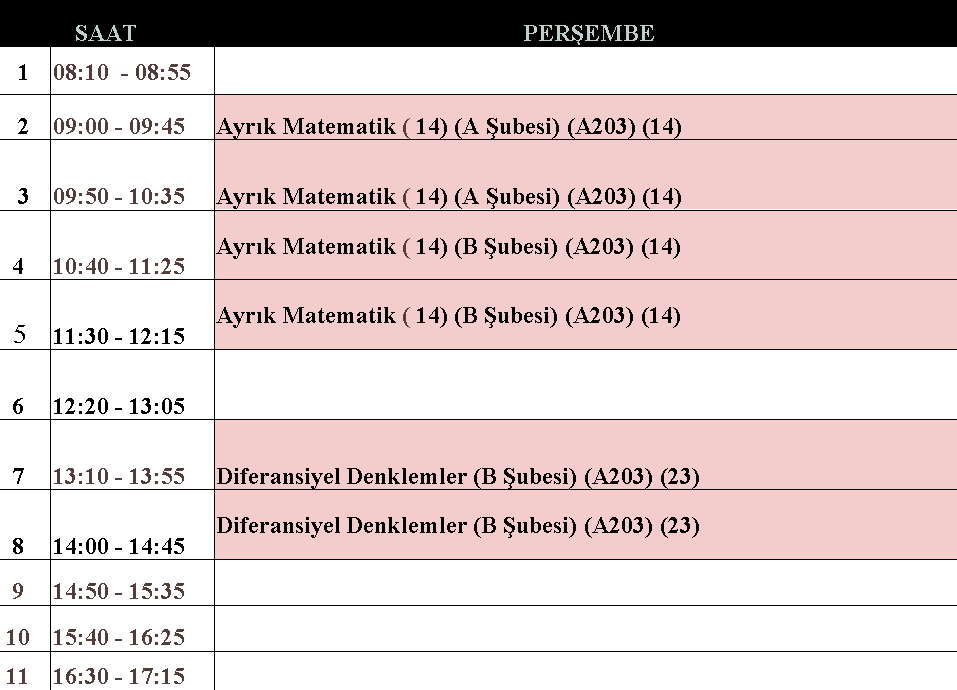 SAAT PERŞEMBE
1 08:10 - 08:55
2 09:00 - 09:45 Ayrık Matematik ( 14) (A Şubesi) (A203) (14)
3 09:50 - 10:35 Ayrık Matematik ( 14) (A Şubesi) (A203) (14)
4 10:40 - 11:25 Ayrık Matematik ( 14) (B Şubesi) (A203) (14)
5 11:30 - 12:15 Ayrık Matematik ( 14) (B Şubesi) (A203) (14)
6 12:20 - 13:05
7 13:10 - 13:55 Diferansiyel Denklemler (B Şubesi) (A203) (23)
8 14:00 - 14:45 Diferansiyel Denklemler (B Şubesi) (A203) (23)
9 14:50 - 15:35
10 15:40 - 16:25
11 16:30 - 17:15